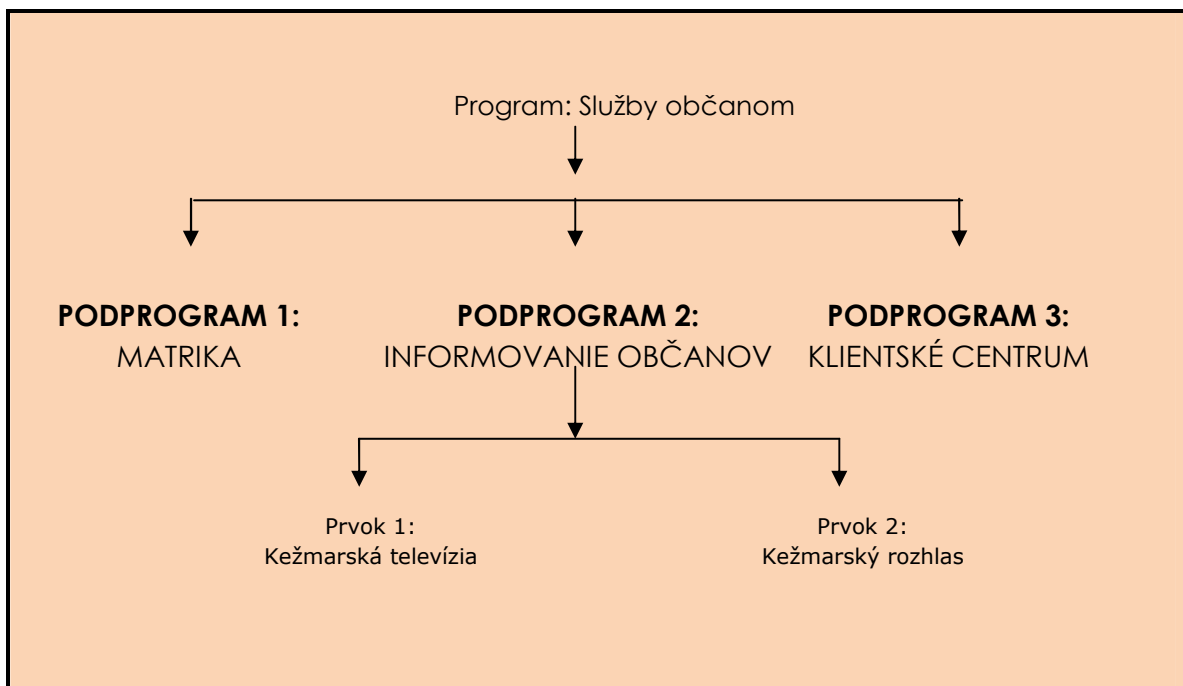 Program: Služby občanom
PODPROGRAM 1:
MATRIKA
PODPROGRAM 2:
INFORMOVANIE OBČANOV
PODPROGRAM 3:
KLIENTSKÉ CENTRUM
Prvok 1:
Kežmarská televízia
Prvok 2:
Kežmarský rozhlas